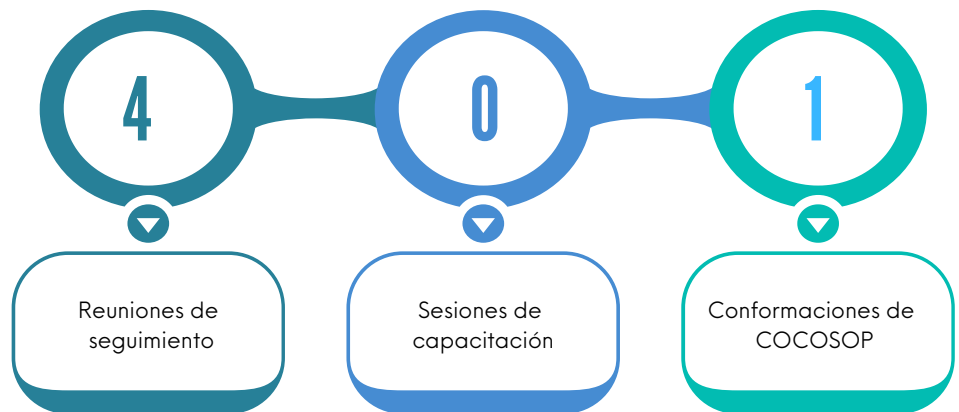 4
0
1
Reuniones de
seguimiento
Sesiones de
capacitación
Conformaciones de
COCOSOP